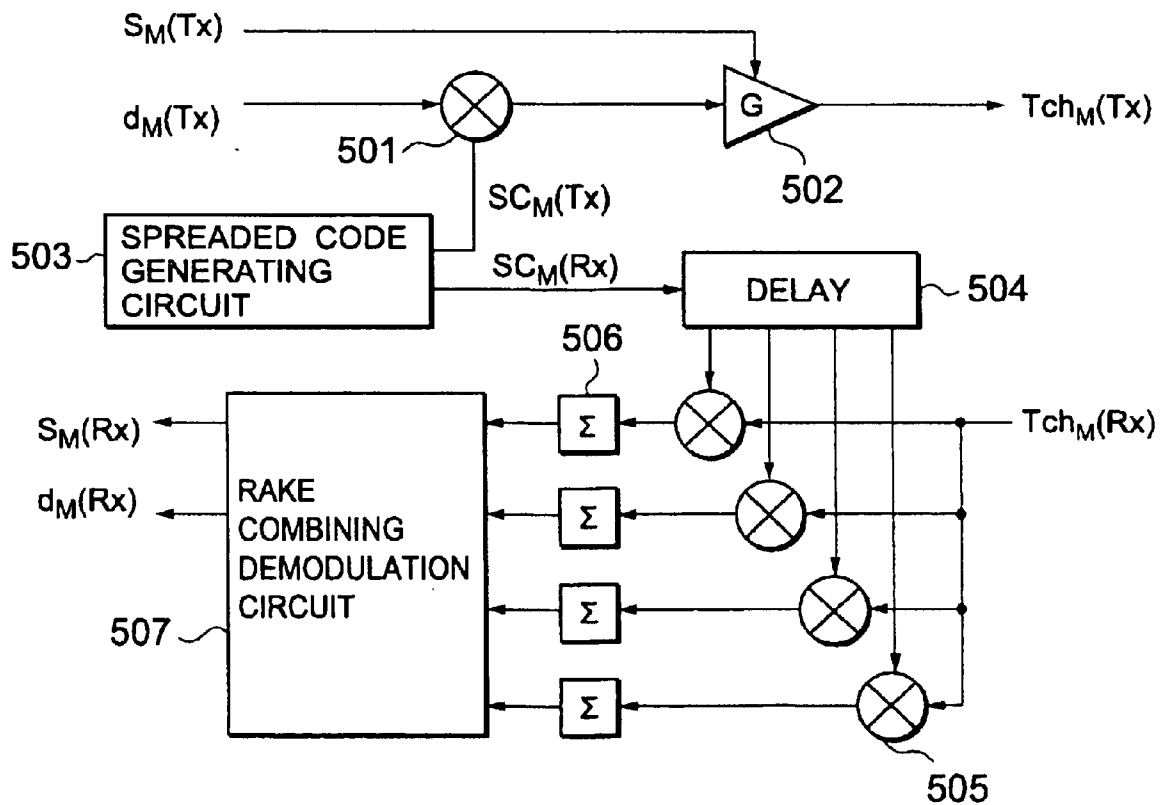 S_M(Tx)
d_M(Tx)
501
G
502
Tch_M(Tx)
SC_M(Tx)
503
SPREADED CODE
GENERATING
CIRCUIT
SC_M(Rx)
DELAY
504
506
S_M(Rx)
d_M(Rx)
RAKE
COMBINING
DEMODULATION
CIRCUIT
507
Σ
Σ
Σ
Σ
Tch_M(Rx)
505